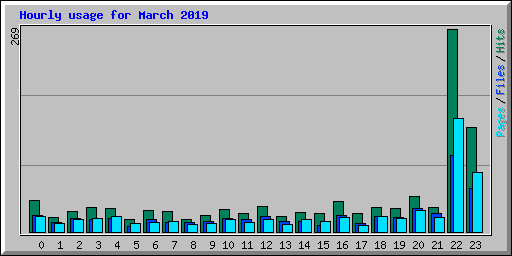 Hourly usage for March 2019
269
Pages / Files / Hits
0 1 2 3 4 5 6 7 8 9 10 11 12 13 14 15 16 17 18 19 20 21 22 23